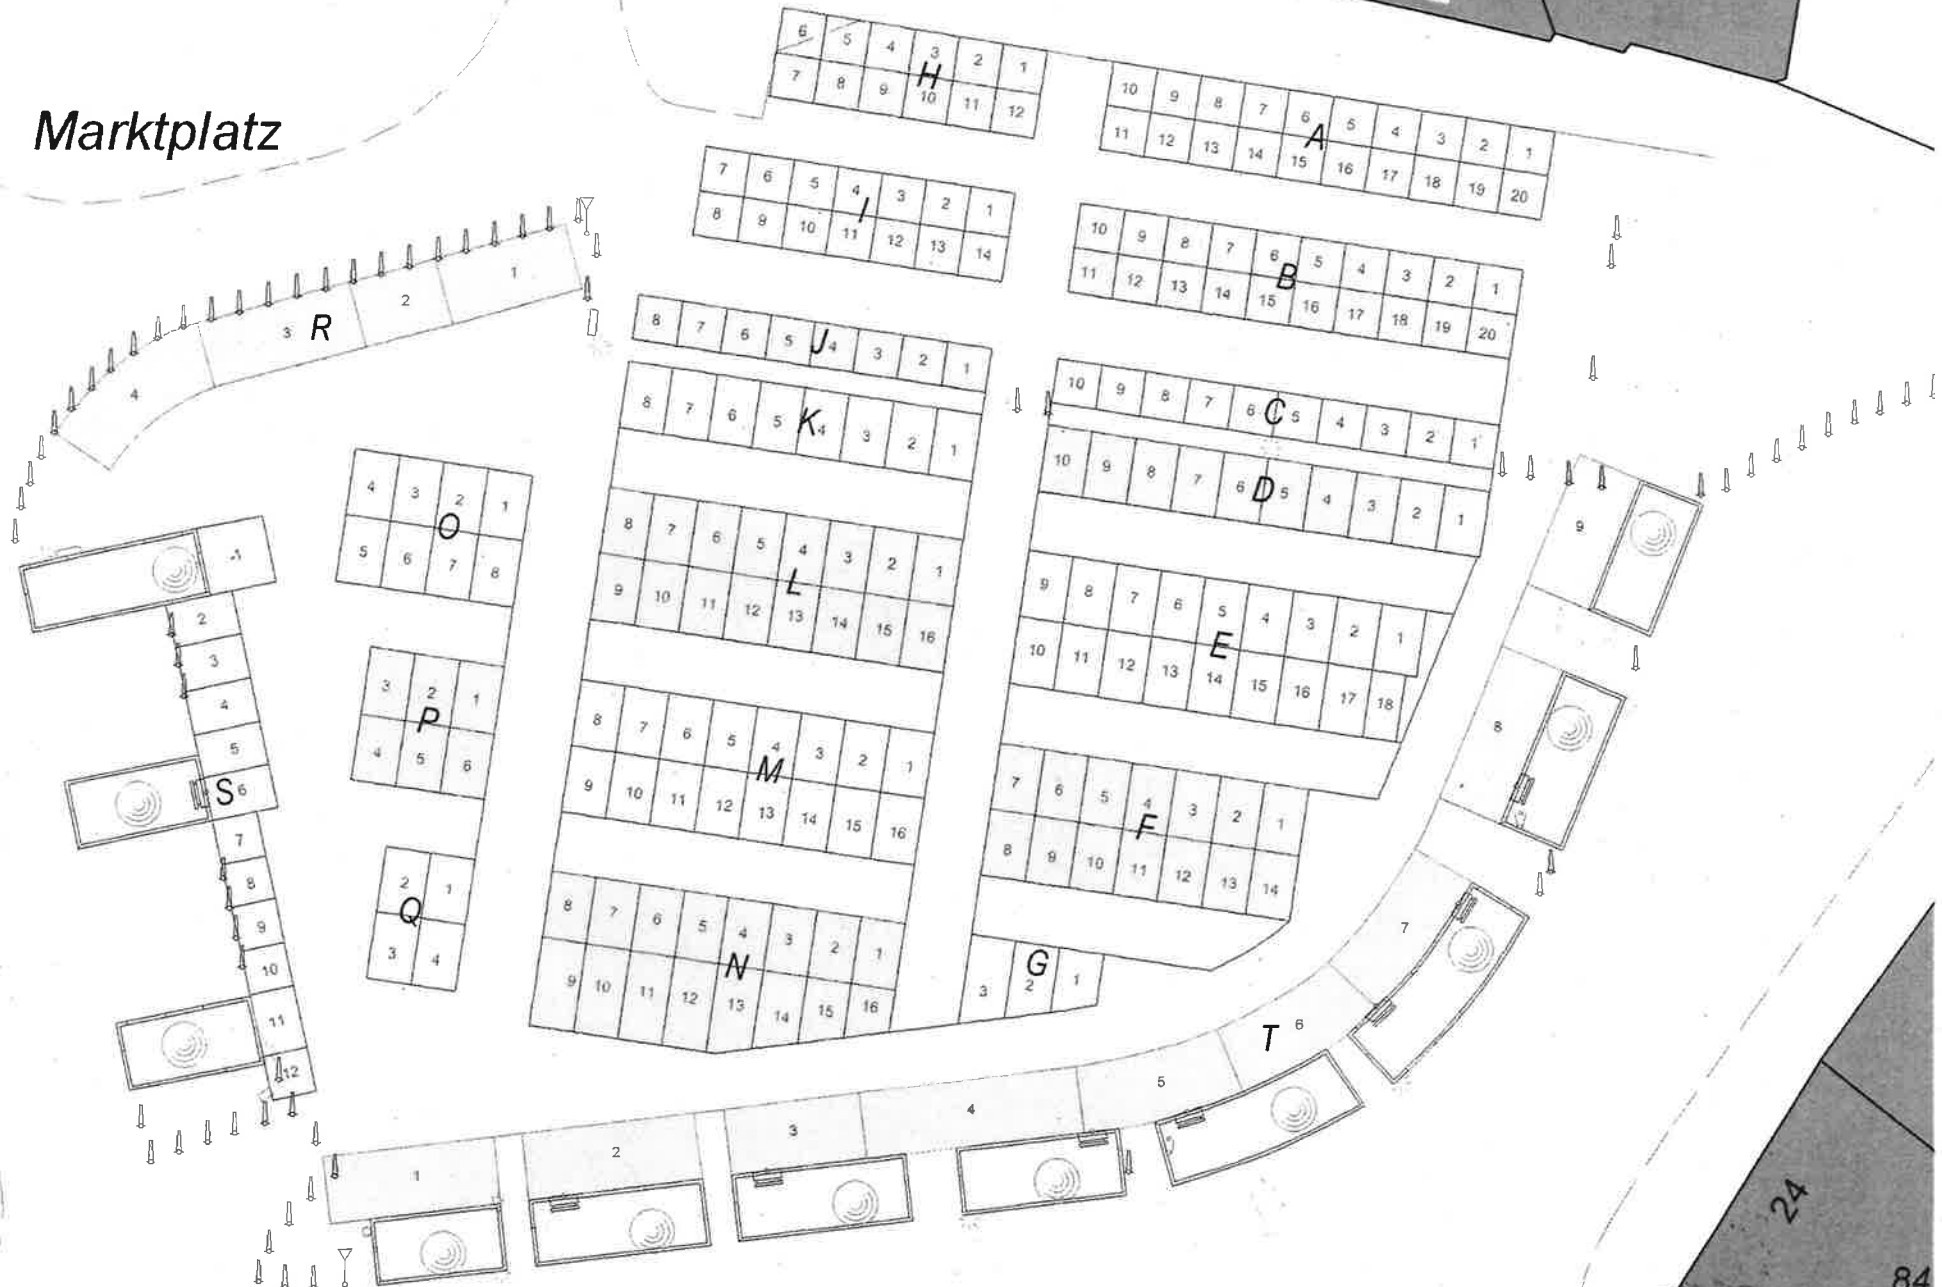 Marktplatz
6 5 4 3 2 1
H
7 8 9 10 11 12
10 9 8 7 6 5 4 3 2 1
A
11 12 13 14 15 16 17 18 19 20
7 6 5 4 3 2 1
I
8 9 10 11 12 13 14
10 9 8 7 6 5 4 3 2 1
B
11 12 13 14 15 16 17 18 19 20
1
2
3 R
4
8 7 6 5 J 4 3 2 1
10 9 8 7 6 C 5 4 3 2 1
8 7 6 5 K 4 3 2 1
10 9 8 7 6 D 5 4 3 2 1
4 3 2 1
O
5 6 7 8
8 7 6 5 4 3 2 1
L
9 10 11 12 13 14 15 16
9 8 7 6 5 4 3 2 1
E
10 11 12 13 14 15 16 17 18
3 2 1
P
4 5 6
8 7 6 5 4 3 2 1
M
9 10 11 12 13 14 15 16
7 6 5 4 3 2 1
F
8 9 10 11 12 13 14
2 1
Q
3 4
8 7 6 5 4 3 2 1
N
9 10 11 12 13 14 15 16
G
3 2 1
1
2
3
4
5
S 6
7
8
9
10
11
12
9
8
7
T 6
5
4
3
2
1
24
84